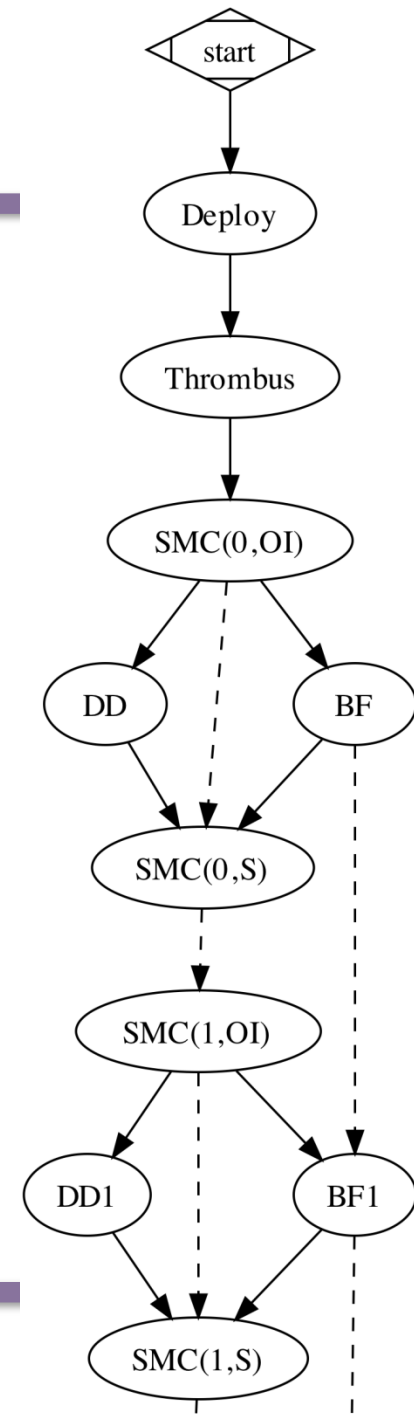 start
Deploy
Thrombus
SMC(0,OI)
DD
BF
SMC(0,S)
SMC(1,OI)
DD1
BF1
SMC(1,S)